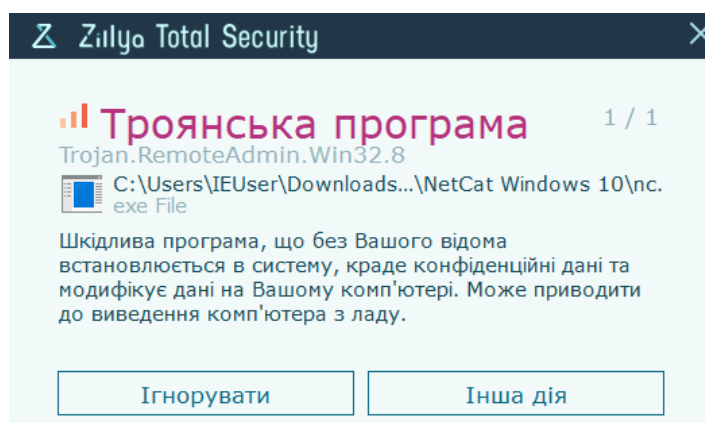 Zillya Total Security
Троянська програма
1 / 1
Trojan.RemoteAdmin.Win32.8
C:\Users\IEUser\Downloads...\NetCat Windows 10\nc.
exe File
Шкідлива програма, що без Вашого відома
встановлюється в систему, краде конфіденційні дані та
модифікує дані на Вашому комп'ютері. Може приводити
до виведення комп'ютера з ладу.
Ігнорувати
Інша дія